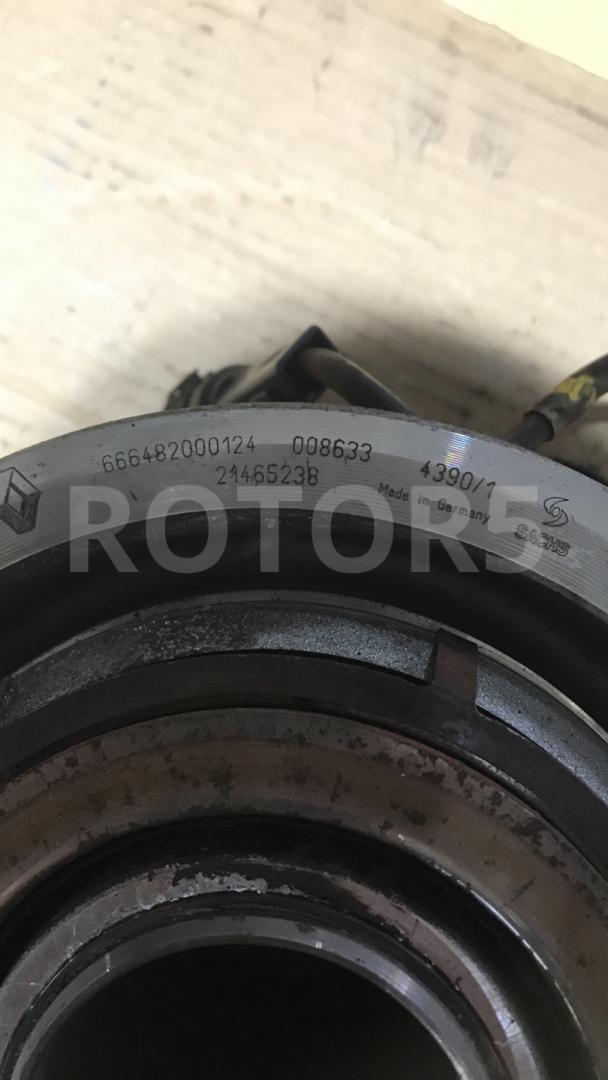 666482000124 008633 4390/1
21465238 Made in Germany SACHS
ROTOR5